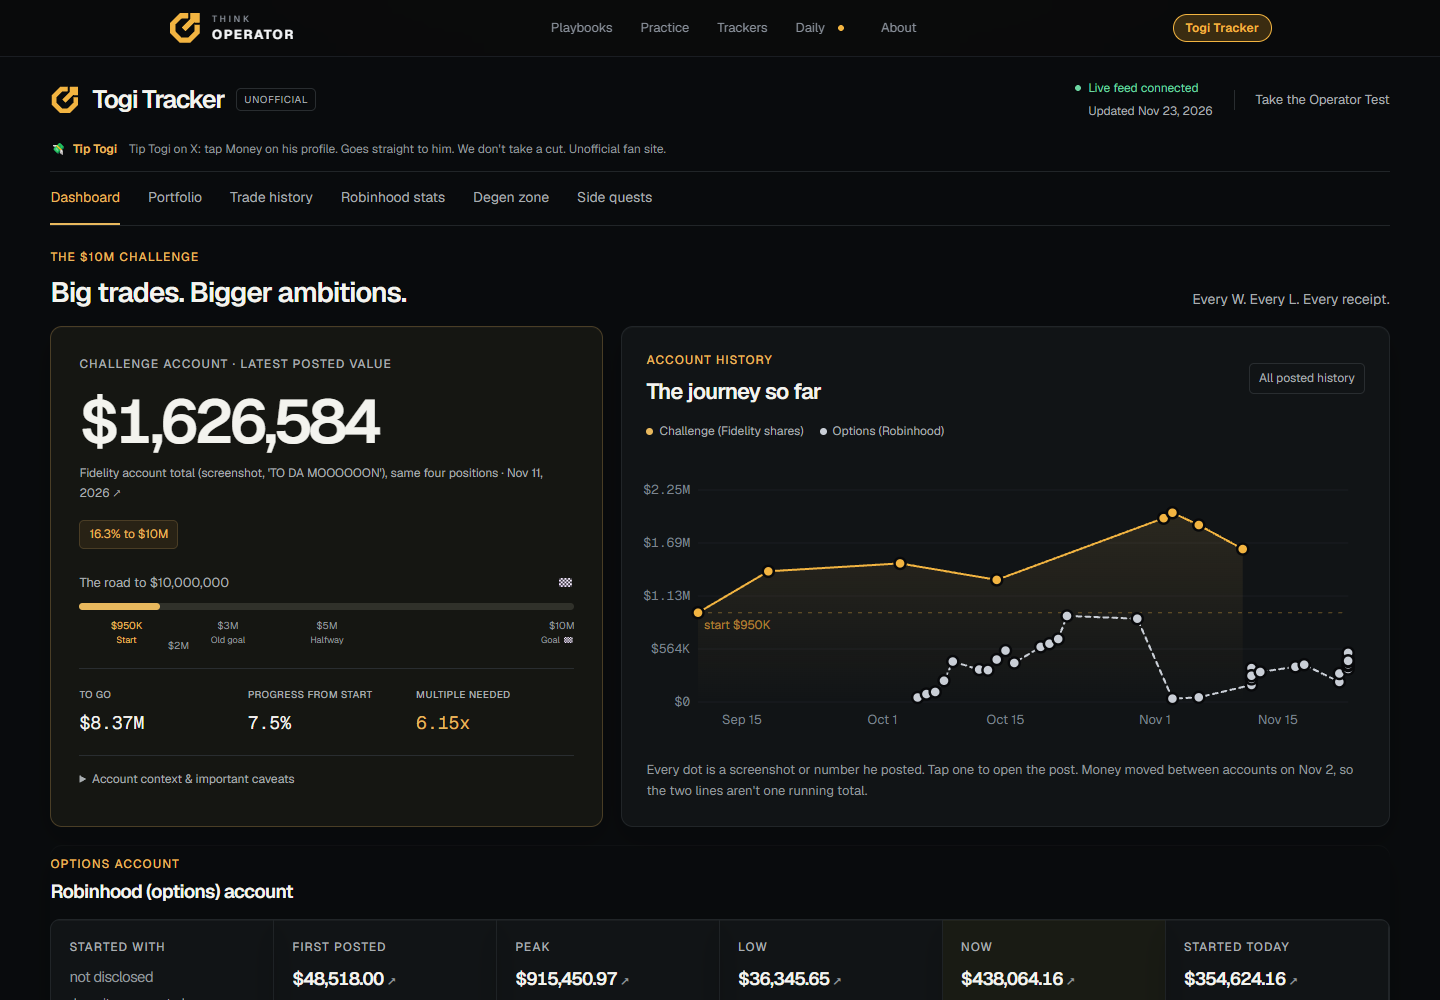 THINK
OPERATOR
Playbooks
Practice
Trackers
Daily
About
Togi Tracker
Togi Tracker
UNOFFICIAL
Live feed connected
Updated Nov 23, 2026
Take the Operator Test
Tip Togi
Tip Togi on X: tap Money on his profile. Goes straight to him. We don't take a cut. Unofficial fan site.
Dashboard
Portfolio
Trade history
Robinhood stats
Degen zone
Side quests
THE $10M CHALLENGE
Big trades. Bigger ambitions.
Every W. Every L. Every receipt.
CHALLENGE ACCOUNT · LATEST POSTED VALUE
$1,626,584
Fidelity account total (screenshot, 'TO DA MOOOOOON'), same four positions · Nov 11,
2026 ↗
16.3% to $10M
The road to $10,000,000
$950K
Start
$2M
$3M
Old goal
$5M
Halfway
$10M
Goal
TO GO
$8.37M
PROGRESS FROM START
7.5%
MULTIPLE NEEDED
6.15x
▶ Account context & important caveats
ACCOUNT HISTORY
The journey so far
All posted history
Challenge (Fidelity shares)
Options (Robinhood)
$2.25M
$1.69M
$1.13M
$564K
$0
start $950K
Sep 15
Oct 1
Oct 15
Nov 1
Nov 15
Every dot is a screenshot or number he posted. Tap one to open the post. Money moved between accounts on Nov 2, so
the two lines aren't one running total.
OPTIONS ACCOUNT
Robinhood (options) account
STARTED WITH
not disclosed
FIRST POSTED
$48,518.00 ↗
PEAK
$915,450.97 ↗
LOW
$36,345.65 ↗
NOW
$438,064.16 ↗
STARTED TODAY
$354,624.16 ↗